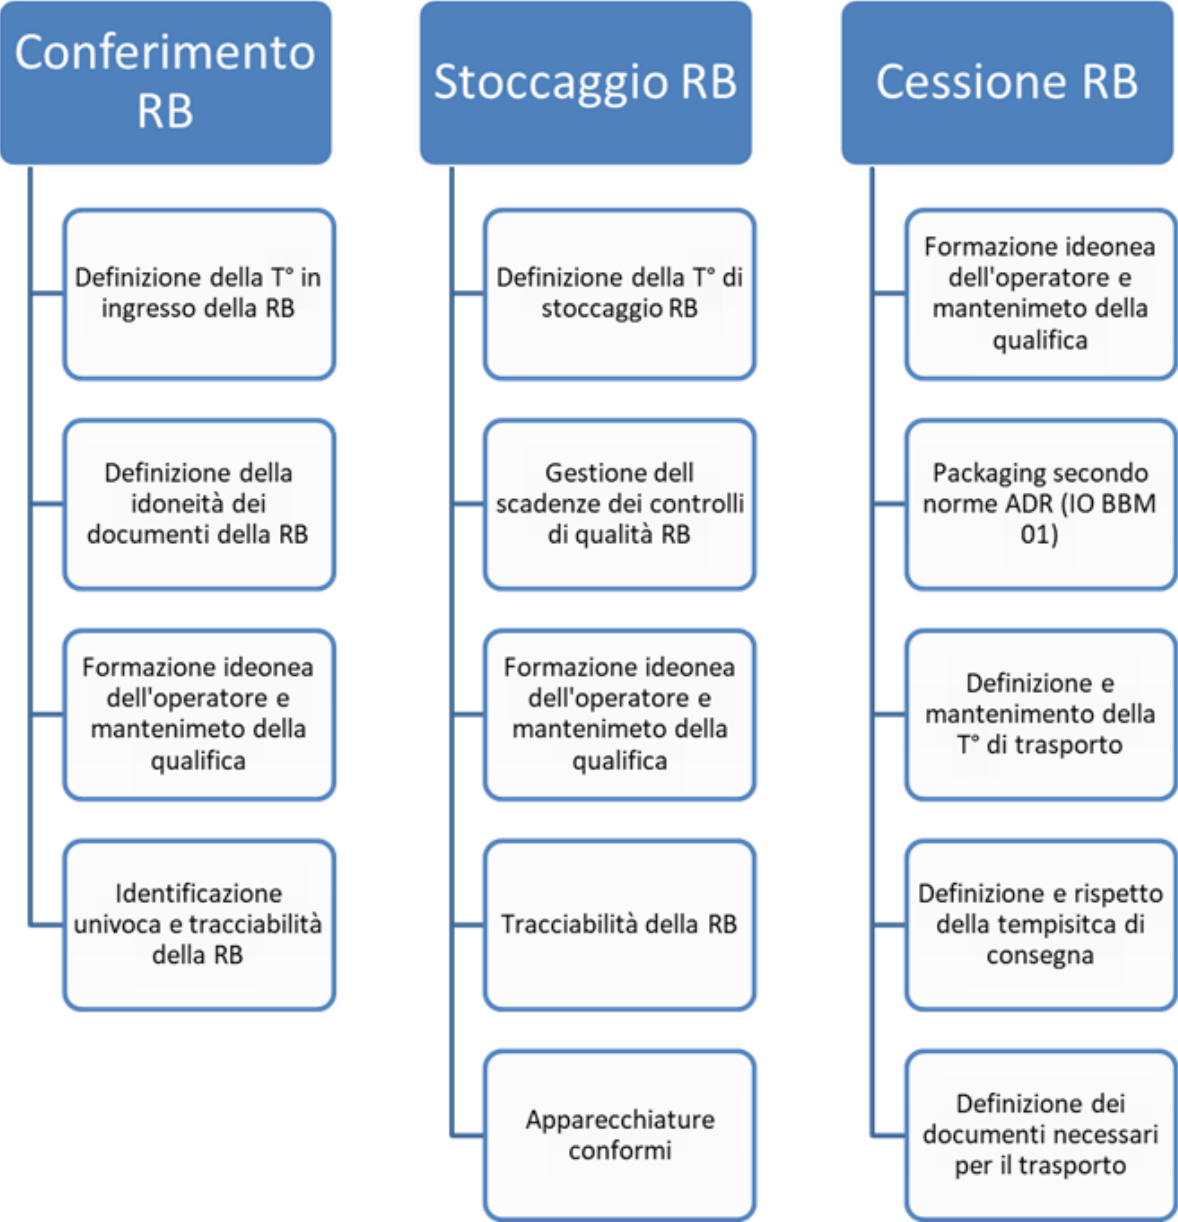 Conferimento
RB
Definizione della T° in
ingresso della RB
Definizione della
idoneità dei
documenti della RB
Formazione ideonea
dell'operatore e
mantenimeto della
qualifica
Identificazione
univoca e tracciabilità
della RB
Stoccaggio RB
Definizione della T° di
stoccaggio RB
Gestione dell
scadenze dei controlli
di qualità RB
Formazione ideonea
dell'operatore e
mantenimeto della
qualifica
Tracciabilità della RB
Apparecchiature
conformi
Cessione RB
Formazione ideonea
dell'operatore e
mantenimeto della
qualifica
Packaging secondo
norme ADR (IO BBM
01)
Definizione e
mantenimento della
T° di trasporto
Definizione e rispetto
della tempisitca di
consegna
Definizione dei
documenti necessari
per il trasporto